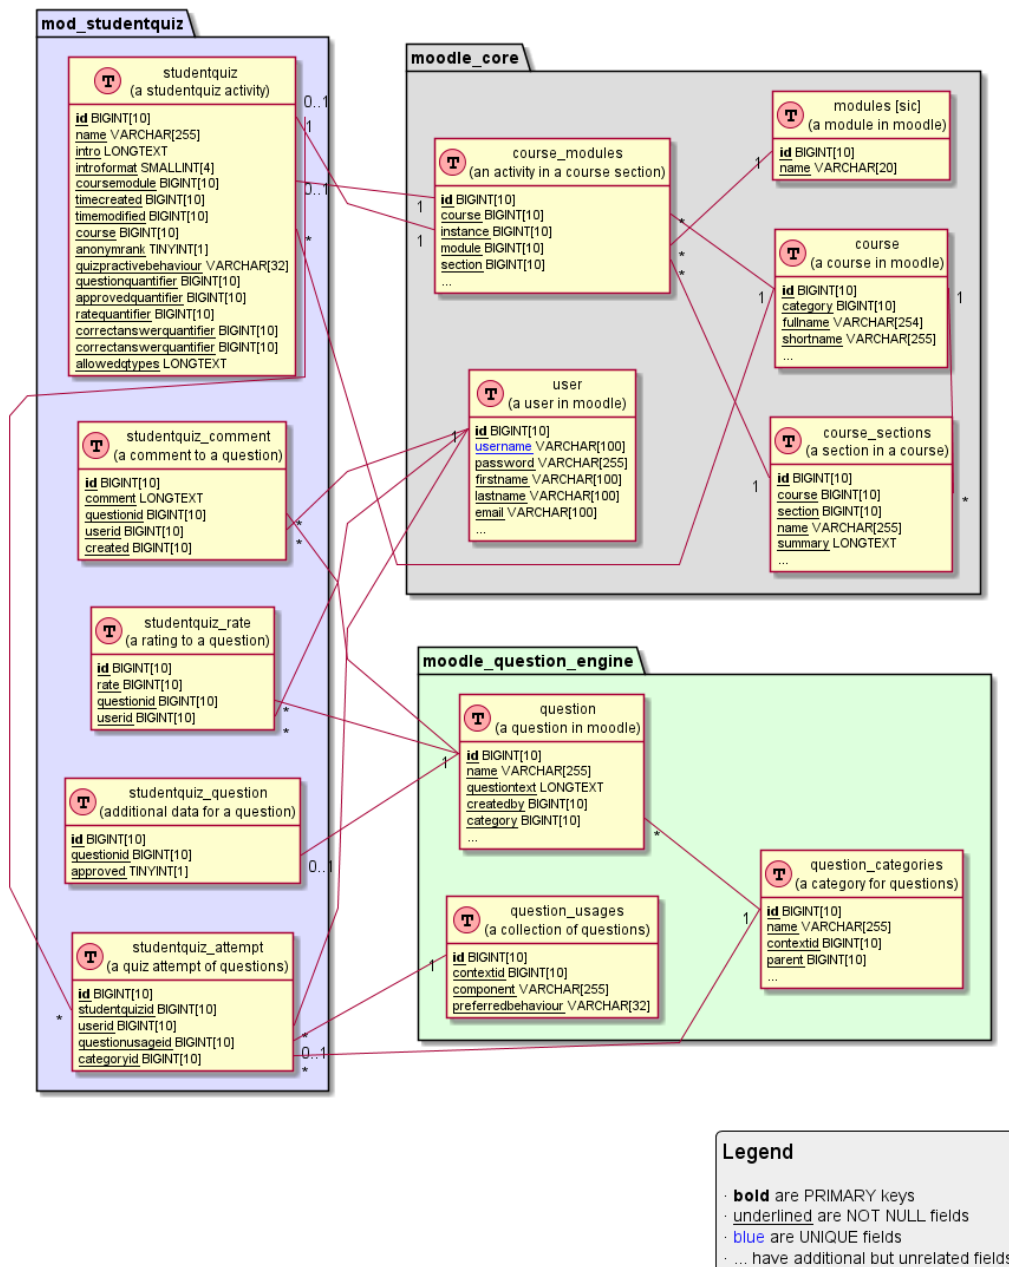 mod_studentquiz
T
studentquiz
(a studentquiz activity)
id BIGINT[10]
name VARCHAR[255]
intro LONGTEXT
introformat SMALLINT[4]
coursemodule BIGINT[10]
timecreated BIGINT[10]
timemodified BIGINT[10]
course BIGINT[10]
anonymrank TINYINT[1]
quizpractivebehaviour VARCHAR[32]
questionquantifier BIGINT[10]
approvedquantifier BIGINT[10]
ratequantifier BIGINT[10]
correctanswerquantifier BIGINT[10]
correctanswerquantifier BIGINT[10]
allowedqtypes LONGTEXT
0..1
1
0..1
*
T
studentquiz_comment
(a comment to a question)
id BIGINT[10]
comment LONGTEXT
questionid BIGINT[10]
userid BIGINT[10]
created BIGINT[10]
*
*
T
studentquiz_rate
(a rating to a question)
id BIGINT[10]
rate BIGINT[10]
questionid BIGINT[10]
userid BIGINT[10]
*
*
T
studentquiz_question
(additional data for a question)
id BIGINT[10]
questionid BIGINT[10]
approved TINYINT[1]
0..1
T
studentquiz_attempt
(a quiz attempt of questions)
id BIGINT[10]
studentquizid BIGINT[10]
userid BIGINT[10]
questionusageid BIGINT[10]
categoryid BIGINT[10]
*
*
0..1
*
moodle_core
T
course_modules
(an activity in a course section)
id BIGINT[10]
course BIGINT[10]
instance BIGINT[10]
module BIGINT[10]
section BIGINT[10]
...
1
1
*
*
*
T
modules [sic]
(a module in moodle)
id BIGINT[10]
name VARCHAR[20]
1
T
course
(a course in moodle)
id BIGINT[10]
category BIGINT[10]
fullname VARCHAR[254]
shortname VARCHAR[255]
...
1
1
T
user
(a user in moodle)
id BIGINT[10]
username VARCHAR[100]
password VARCHAR[255]
firstname VARCHAR[100]
lastname VARCHAR[100]
email VARCHAR[100]
...
1
T
course_sections
(a section in a course)
id BIGINT[10]
course BIGINT[10]
section BIGINT[10]
name VARCHAR[255]
summary LONGTEXT
...
1
*
moodle_question_engine
T
question
(a question in moodle)
id BIGINT[10]
name VARCHAR[255]
questiontext LONGTEXT
createdby BIGINT[10]
category BIGINT[10]
...
1
*
T
question_usages
(a collection of questions)
id BIGINT[10]
contextid BIGINT[10]
component VARCHAR[255]
preferredbehaviour VARCHAR[32]
1
T
question_categories
(a category for questions)
id BIGINT[10]
name VARCHAR[255]
contextid BIGINT[10]
parent BIGINT[10]
...
1
Legend
· bold are PRIMARY keys
· underlined are NOT NULL fields
· blue are UNIQUE fields
· ... have additional but unrelated fields